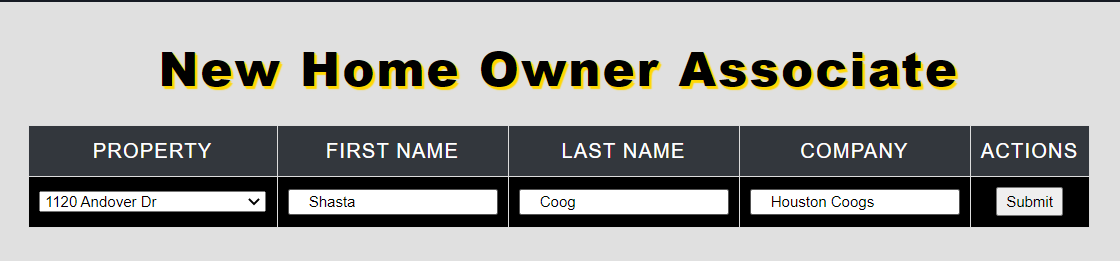 New Home Owner Associate
PROPERTY FIRST NAME LAST NAME COMPANY ACTIONS
1120 Andover Dr Shasta Coog Houston Coogs Submit